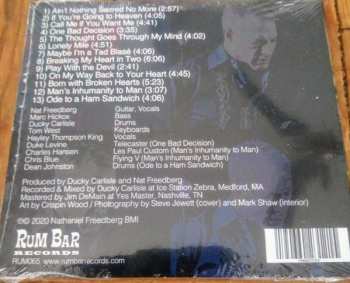 1) Ain't Nothing Sacred No More (2:57)
2) If You're Going to Heaven (4:05)
3) Call Me if You Want Me (4:04)
4) One Bad Decision (3:35)
5) The Thought Goes Through My Mind (4:02)
6) Lonely Mile (4:51)
7) Maybe I'm a Tad Blasé (4:02)
8) Breaking My Heart in Two (4:06)
9) Play With the Devil (2:41)
10) On My Way Back to Your Heart (4:45)
11) Born with Broken Hearts (4:23)
12) Man's Inhumanity to Man (3:07)
13) Ode to a Ham Sandwich (4:06)
Nat Freedberg Guitar, Vocals
Marc Hickox Bass
Ducky Carlisle Drums
Tom West Keyboards
Hayley Thompson King Vocals
Duke Levine Telecaster (One Bad Decision)
Charles Hansen Les Paul Custom (Man's Inhumanity to Man)
Chris Blue Flying V (Man's Inhumanity to Man)
Dean Johnston Drums (Ode to a Ham Sandwich)
Produced by Ducky Carlisle and Nat Freedberg.
Recorded & Mixed by Ducky Carlisle at Ice Station Zebra, Medford, MA
Mastered by Jim DeMain at Yes Master, Nashville, TN
Art by Crispin Wood / Photography by Steve Jewett (cover) and Mark Shaw (interior)
©℗ 2020 Nathaniel Freedberg BMI
RUM BAR
RECORDS
RUM065 www.rumbarrecords.com